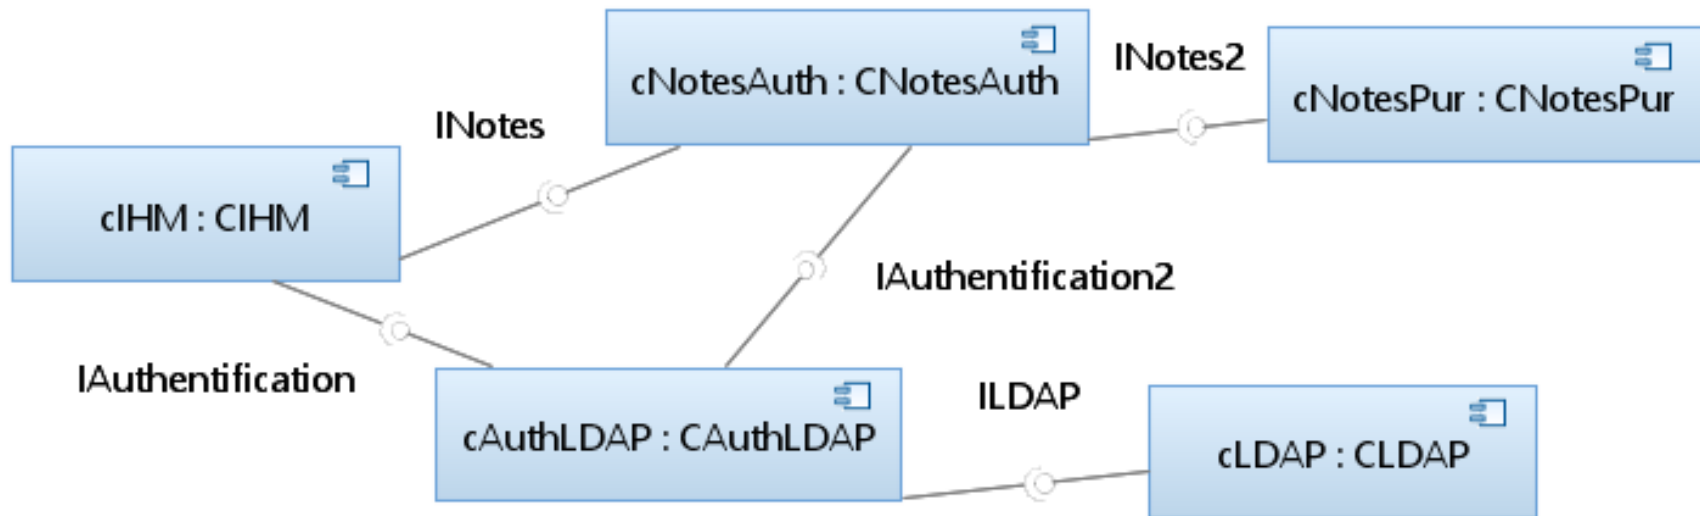 cNotesAuth : CNotesAuth
INotes2
cNotesPur : CNotesPur
INotes
cIHM : CIHM
IAuthentification2
IAuthentification
cAuthLDAP : CAuthLDAP
ILDAP
cLDAP : CLDAP